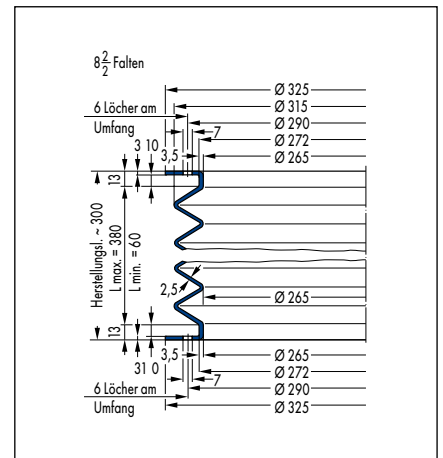 8 2/2 Falten
Ø 325
Ø 315
6 Löcher am
Umfang
Ø 290
7
Ø 272
3 10
3,5
Ø 265
13
Herstellungsl. ~ 300
L max. = 380
L min. = 60
2,5
Ø 265
13
3,5
Ø 265
31 0
Ø 272
7
6 Löcher am
Umfang
Ø 290
Ø 325